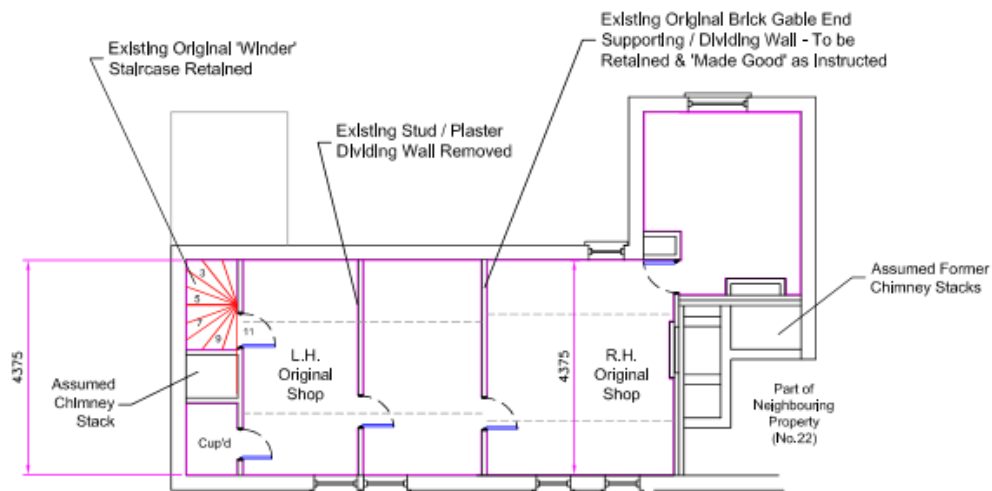 Existing Original 'Winder'
Staircase Retained
Existing Original Brick Gable End
Supporting / Dividing Wall - To be
Retained & 'Made Good' as Instructed
Existing Stud / Plaster
Dividing Wall Removed
3
5
7
9
11
4375
L.H.
Original
Shop
4375
R.H.
Original
Shop
Assumed Former
Chimney Stacks
Assumed
Chimney
Stack
Cup'd
Part of
Neighbouring
Property
(No.22)